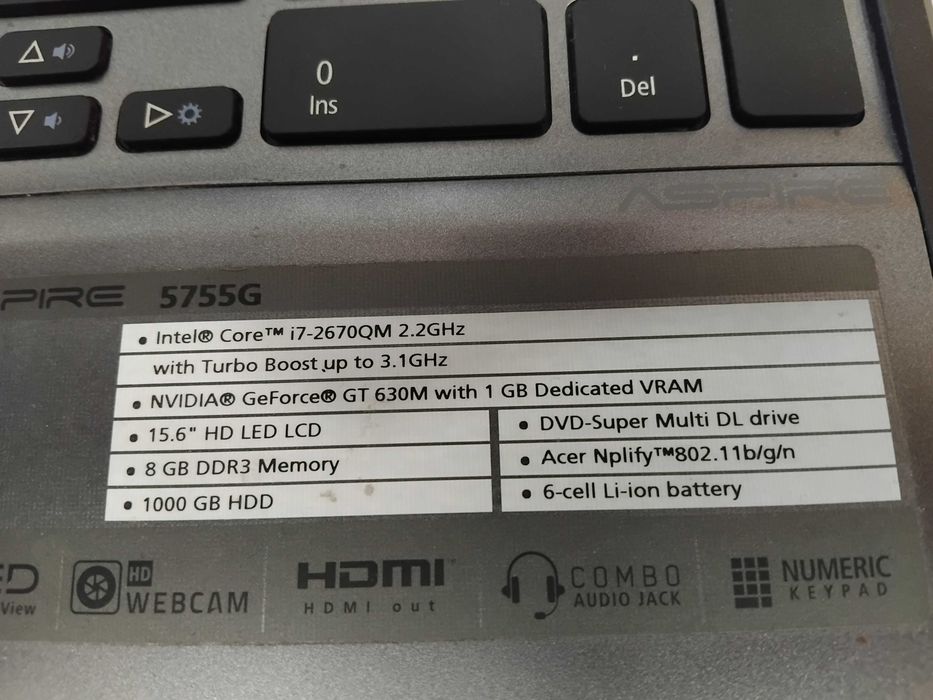 0
Ins
.
Del
ASPIRE
PIRE 5755G
• Intel® Core™ i7-2670QM 2.2GHz
with Turbo Boost up to 3.1GHz
• NVIDIA® GeForce® GT 630M with 1 GB Dedicated VRAM
• 15.6" HD LED LCD
• DVD-Super Multi DL drive
• 8 GB DDR3 Memory
• Acer Nplify™802.11b/g/n
• 1000 GB HDD
• 6-cell Li-ion battery
ED
View
HD
WEBCAM
HDMI
HDMI out
COMBO
AUDIO JACK
NUMERIC
KEYPAD